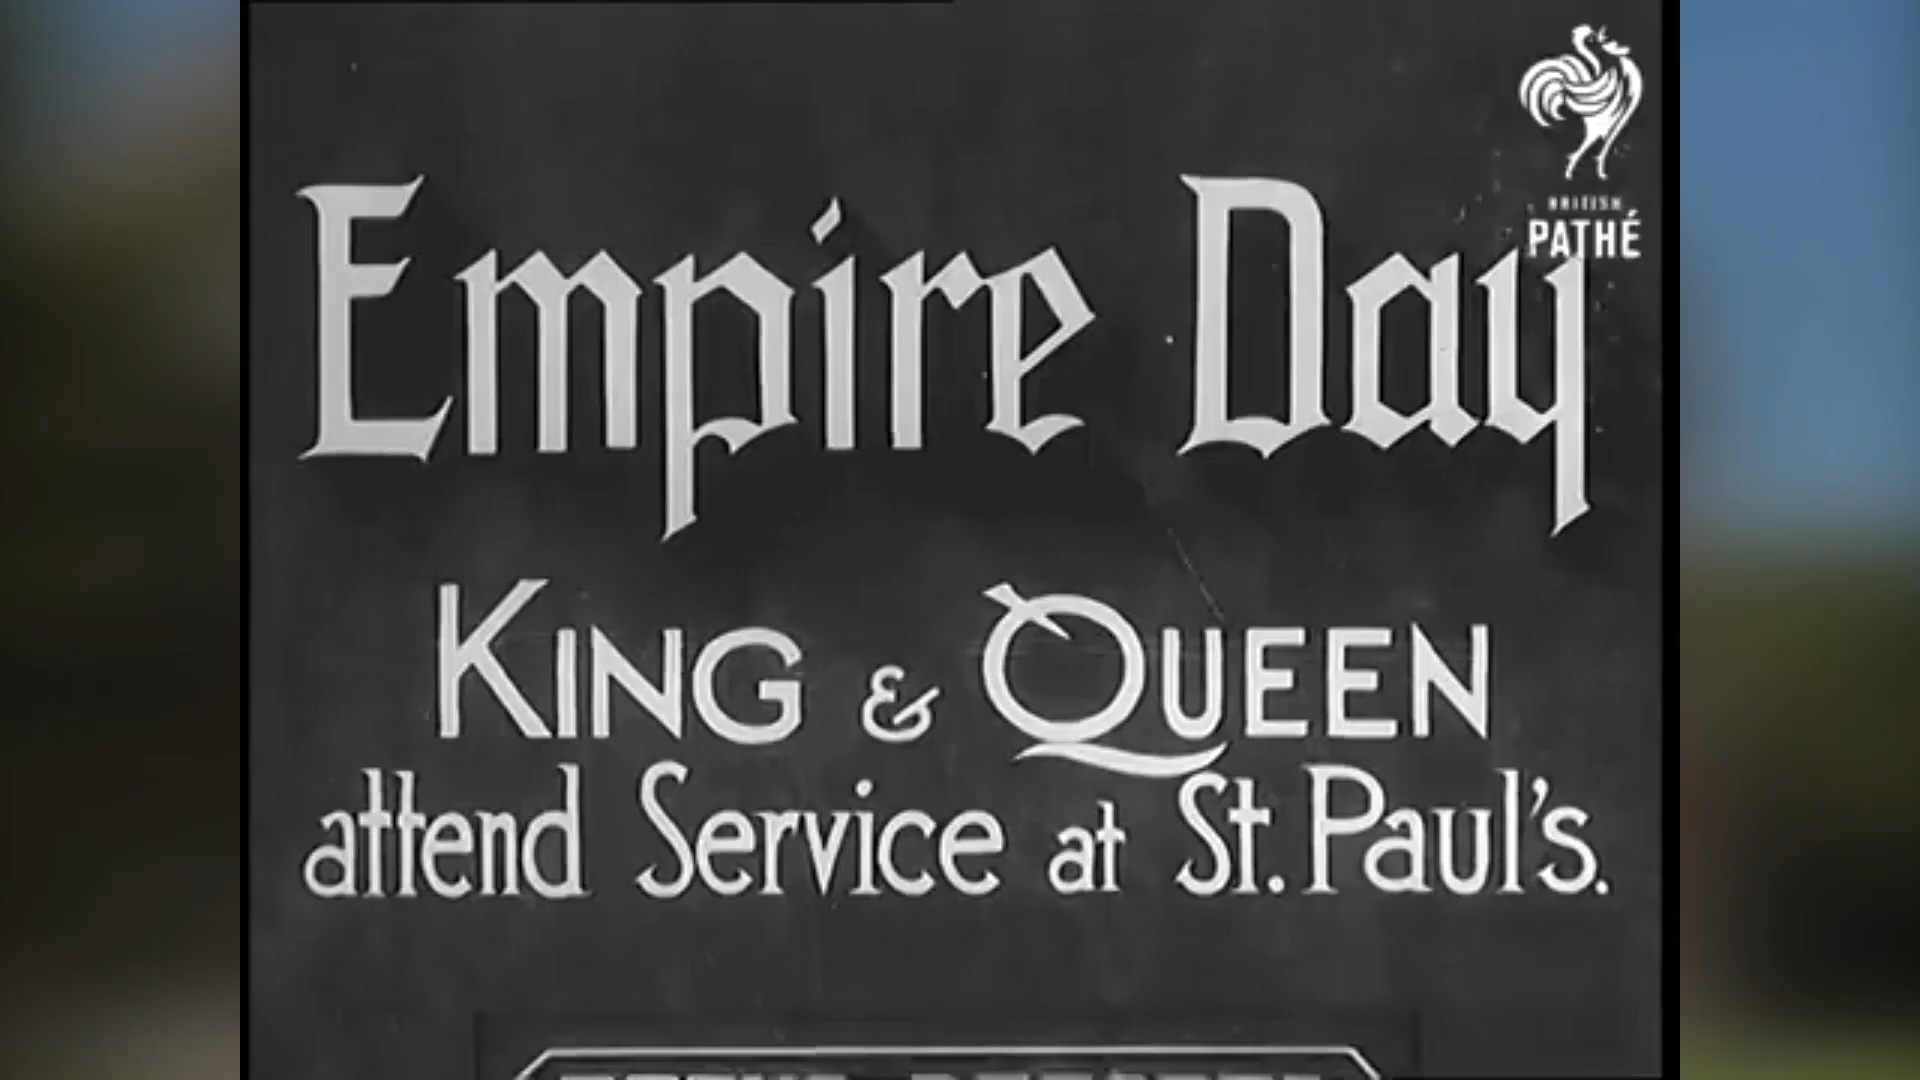 BRITISH
PATHÉ
Empire Day
KING & QUEEN
attend Service at St. Paul's.